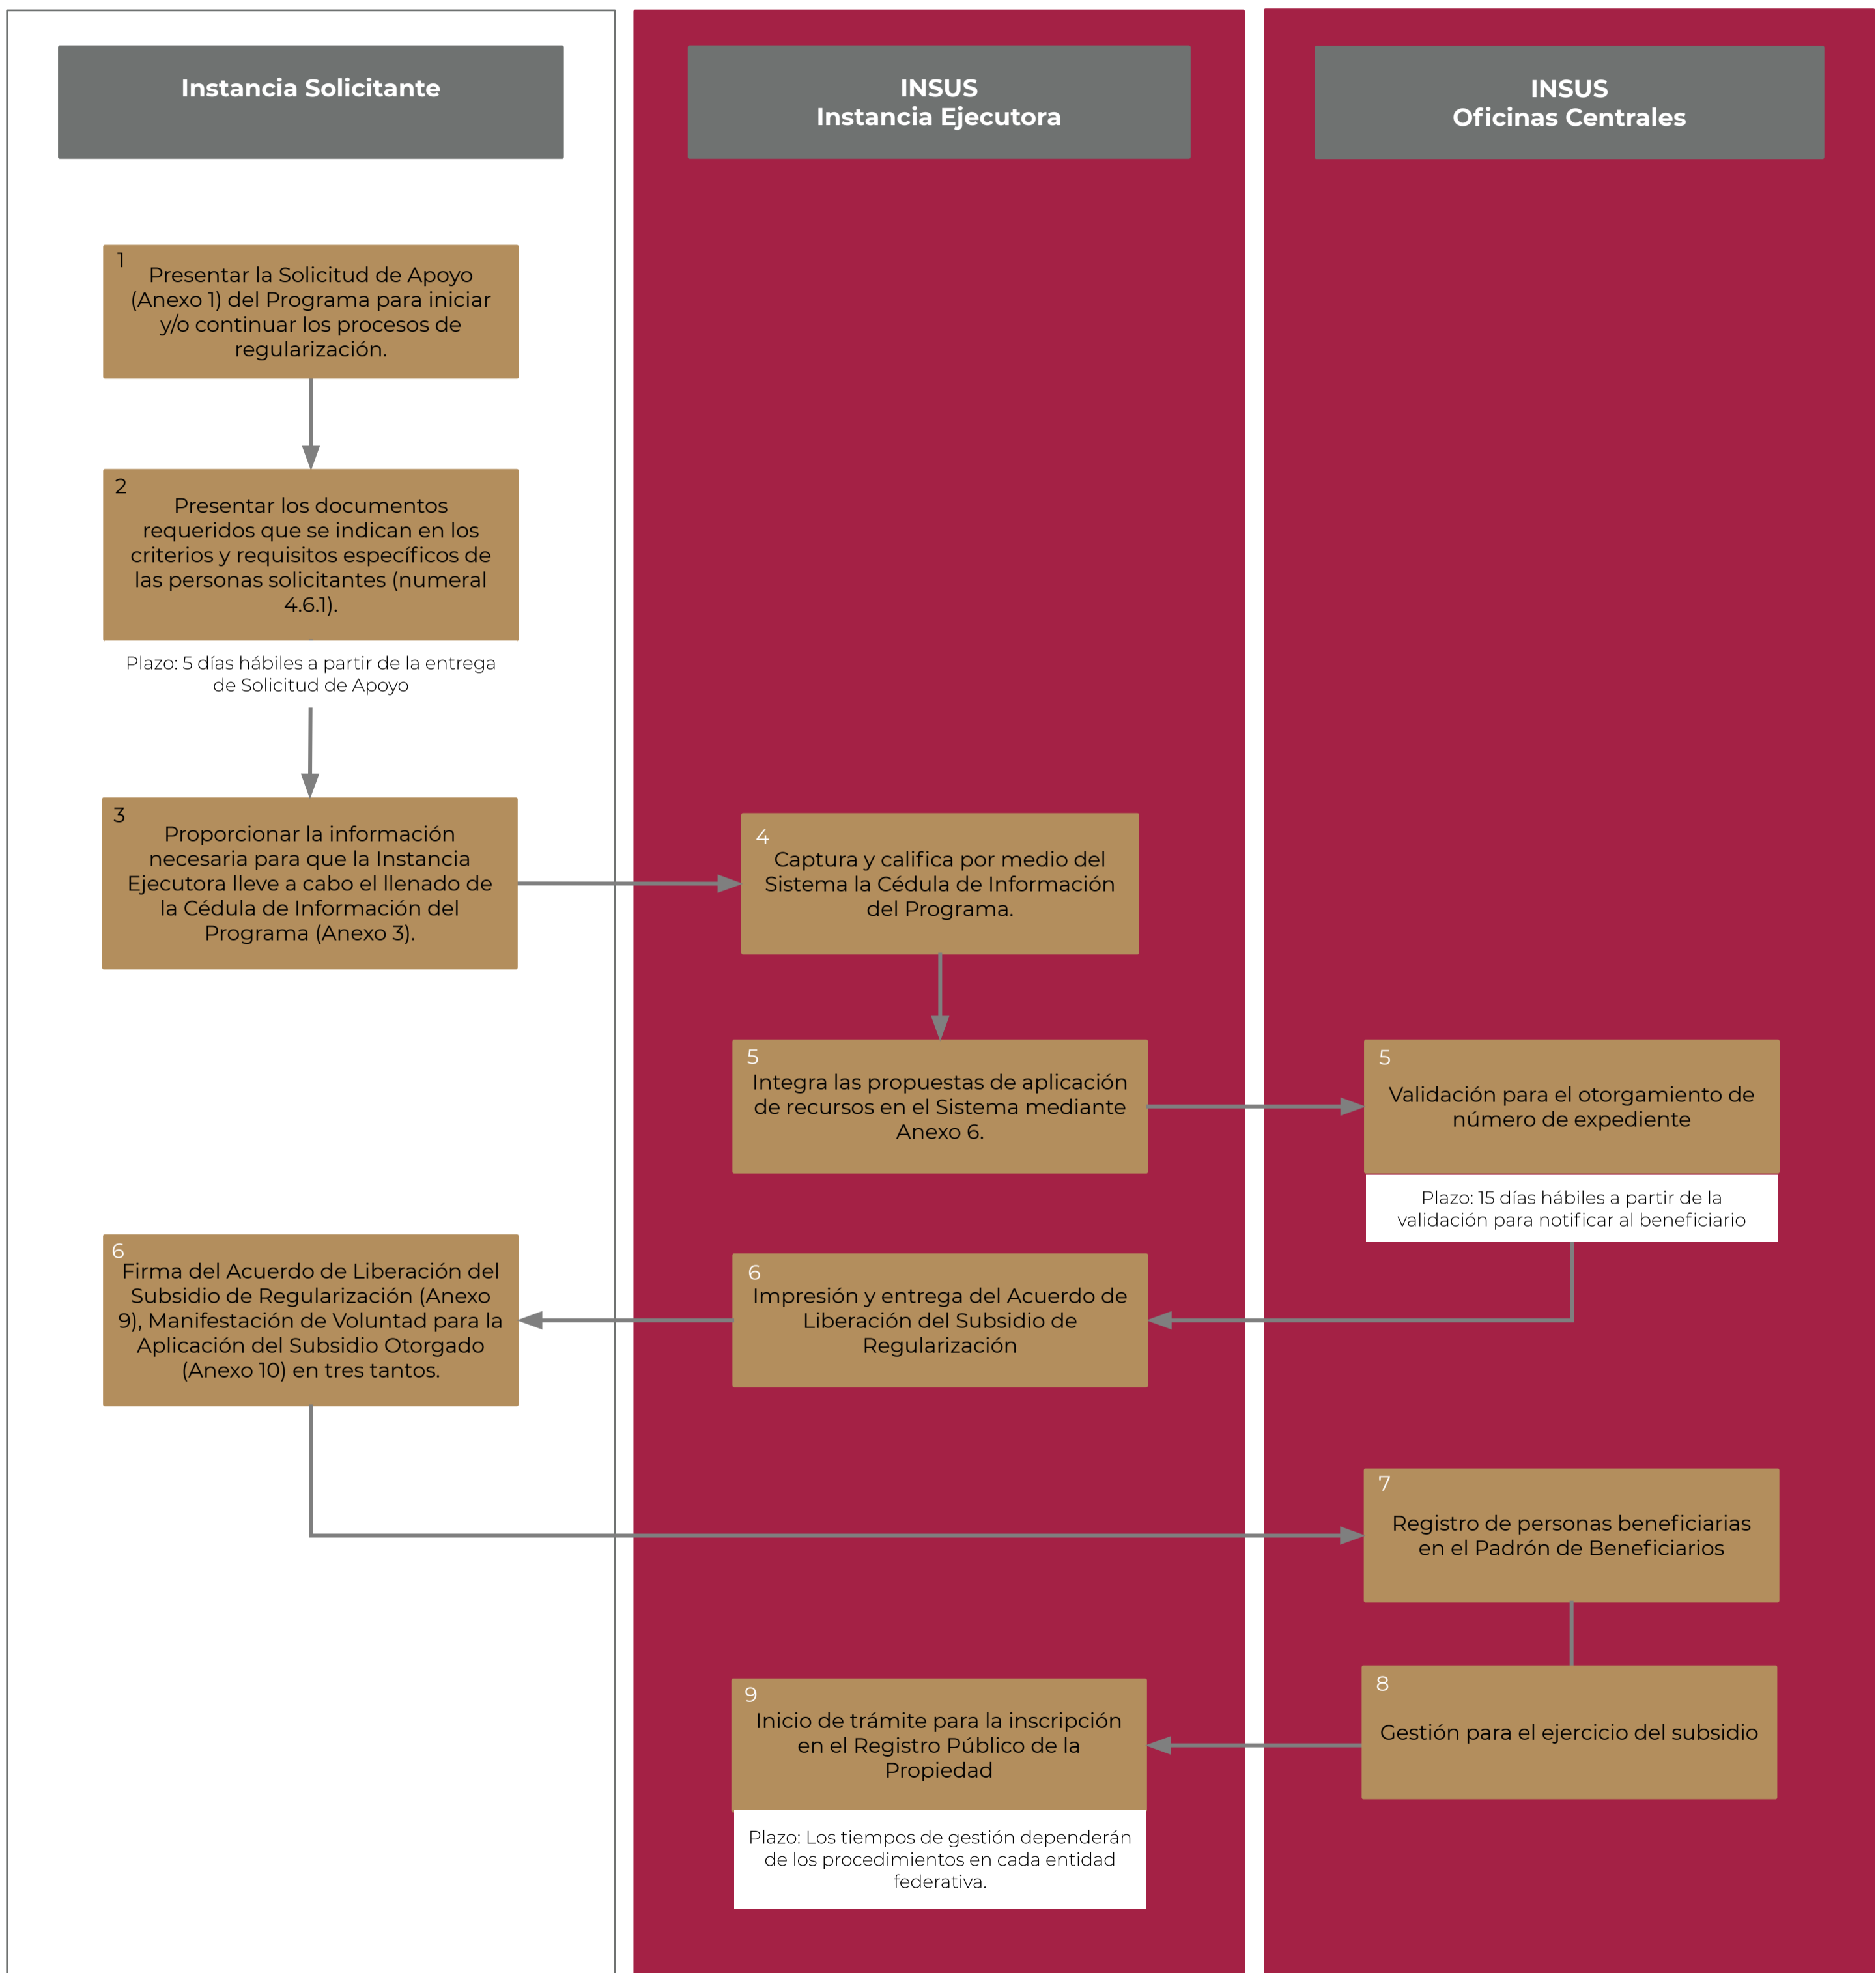 Instancia Solicitante
INSUS
Instancia Ejecutora
INSUS
Oficinas Centrales
1
Presentar la Solicitud de Apoyo
(Anexo 1) del Programa para iniciar
y/o continuar los procesos de
regularización.
2
Presentar los documentos
requeridos que se indican en los
criterios y requisitos específicos de
las personas solicitantes (numeral
4.6.1).
Plazo: 5 días hábiles a partir de la entrega
de Solicitud de Apoyo
3
Proporcionar la información
necesaria para que la Instancia
Ejecutora lleve a cabo el llenado de
la Cédula de Información del
Programa (Anexo 3).
4
Captura y califica por medio del
Sistema la Cédula de Información
del Programa.
5
Integra las propuestas de aplicación
de recursos en el Sistema mediante
Anexo 6.
5
Validación para el otorgamiento de
número de expediente
Plazo: 15 días hábiles a partir de la
validación para notificar al beneficiario
6
Impresión y entrega del Acuerdo de
Liberación del Subsidio de
Regularización
6
Firma del Acuerdo de Liberación del
Subsidio de Regularización (Anexo
9), Manifestación de Voluntad para la
Aplicación del Subsidio Otorgado
(Anexo 10) en tres tantos.
7
Registro de personas beneficiarias
en el Padrón de Beneficiarios
8
Gestión para el ejercicio del subsidio
9
Inicio de trámite para la inscripción
en el Registro Público de la
Propiedad
Plazo: Los tiempos de gestión dependerán
de los procedimientos en cada entidad
federativa.